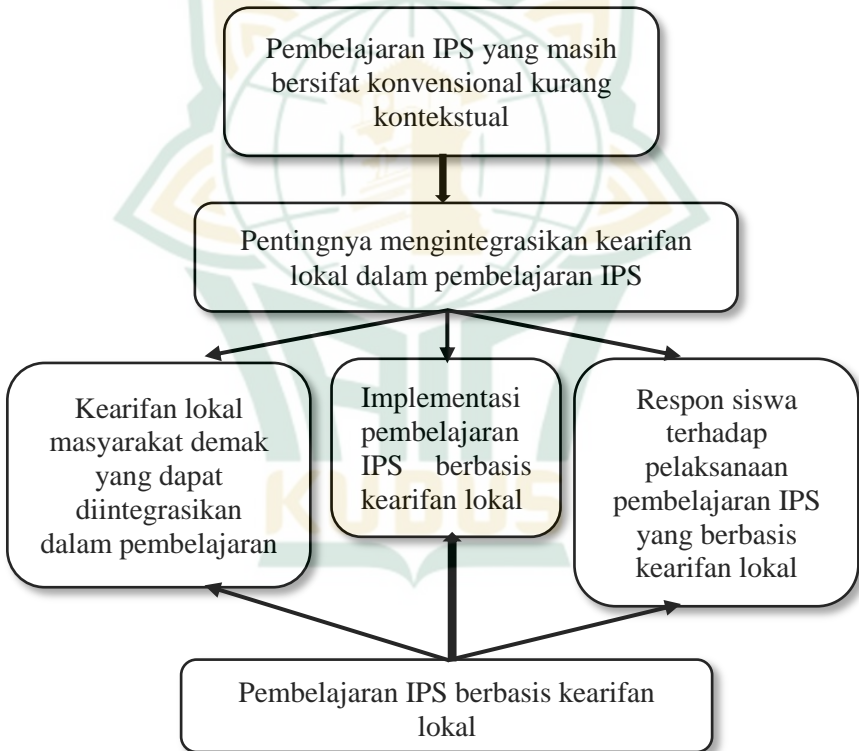 Pembelajaran IPS yang masih
bersifat konvensional kurang
kontekstual
Pentingnya mengintegrasikan kearifan
lokal dalam pembelajaran IPS
Kearifan lokal
masyarakat demak
yang dapat
diintegrasikan
dalam pembelajaran
Implementasi
pembelajaran
IPS berbasis
kearifan lokal
Respon siswa
terhadap
pelaksanaan
pembelajaran IPS
yang berbasis
kearifan lokal
KUDUS
Pembelajaran IPS berbasis kearifan
lokal